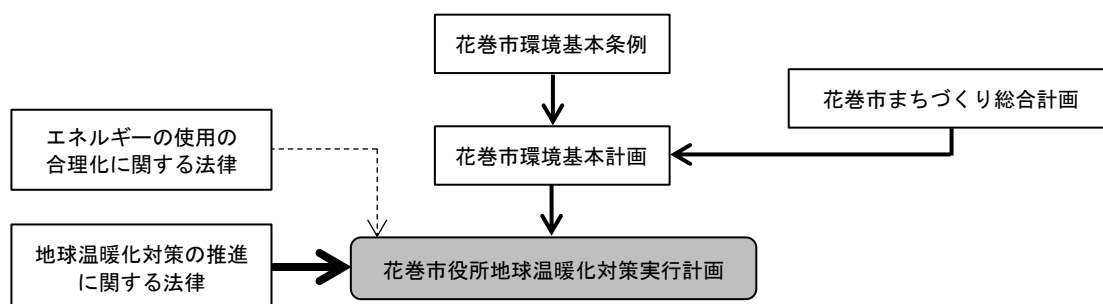 花巻市環境基本条例
花巻市まちづくり総合計画
エネルギーの使用の
合理化に関する法律
花巻市環境基本計画
地球温暖化対策の推進
に関する法律
花巻市役所地球温暖化対策実行計画